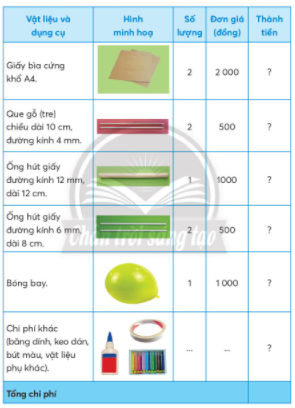 Vật liệu và dụng cụ Hình minh hoạ Số lượng Đơn giá (đồng) Thành tiền
Giấy bìa cứng
khổ A4.
2 2 000 ?
Que gỗ (tre)
chiều dài 10 cm,
đường kính 4 mm.
2 500 ?
Ống hút giấy
đường kính 12 mm,
dài 12 cm.
1 1000 ?
Ống hút giấy
đường kính 6 mm,
dài 8 cm.
2 500 ?
Chân trời sáng tạo
Bóng bay.
1 1 000 ?
Chi phí khác
(băng dính, keo dán,
bút màu, vật liệu
phụ khác).
... ... ?
Tổng chi phí